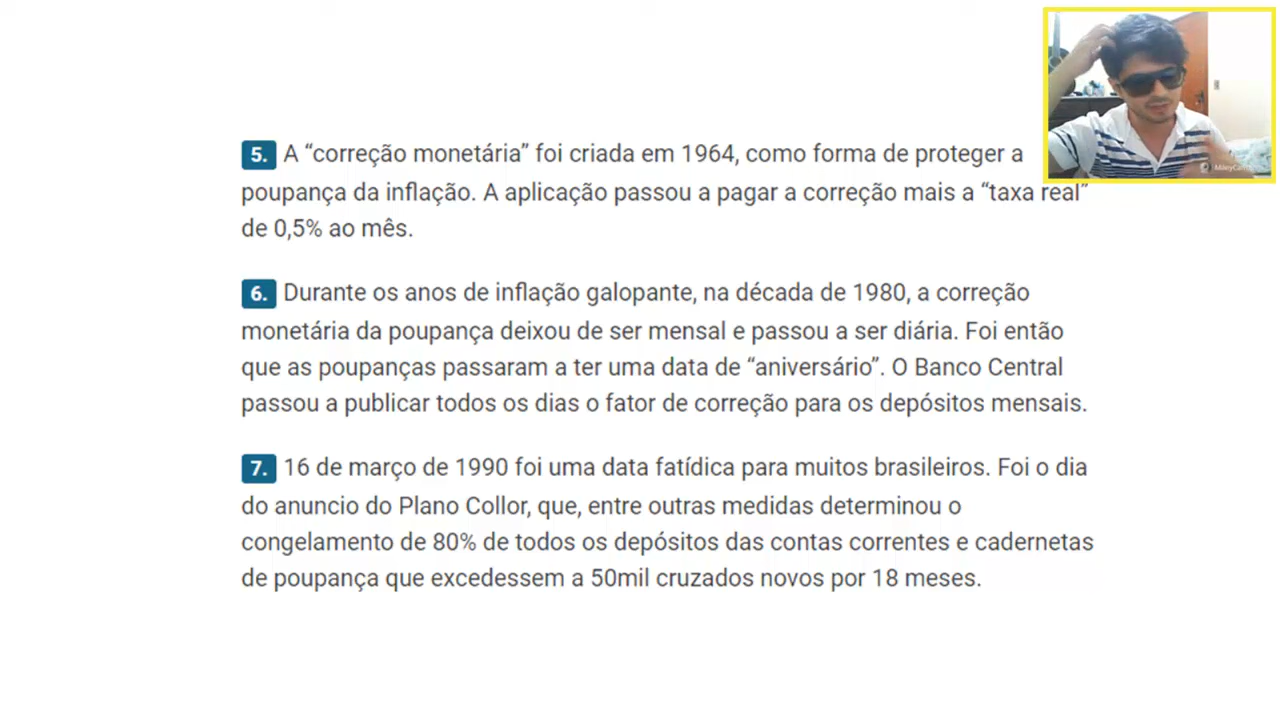 5. A “correção monetária” foi criada em 1964, como forma de proteger a
poupança da inflação. A aplicação passou a pagar a correção mais a “taxa real”
de 0,5% ao mês.
6. Durante os anos de inflação galopante, na década de 1980, a correção
monetária da poupança deixou de ser mensal e passou a ser diária. Foi então
que as poupanças passaram a ter uma data de “aniversário”. O Banco Central
passou a publicar todos os dias o fator de correção para os depósitos mensais.
7. 16 de março de 1990 foi uma data fatídica para muitos brasileiros. Foi o dia
do anuncio do Plano Collor, que, entre outras medidas determinou o
congelamento de 80% de todos os depósitos das contas correntes e cadernetas
de poupança que excedessem a 50mil cruzados novos por 18 meses.